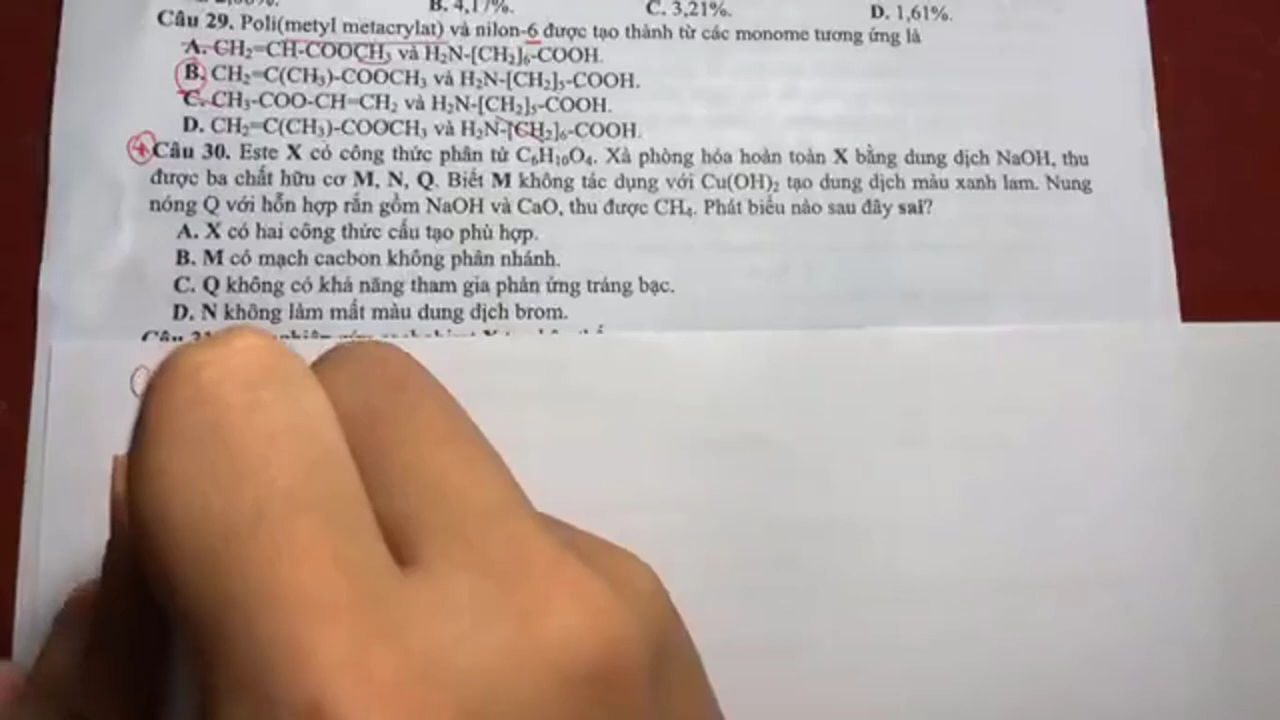 B. 4,17%. C. 3,21%. D. 1,61%.
Câu 29. Poli(metyl metacrylat) và nilon-6 được tạo thành từ các monome tương ứng là
A. CH₂=CH-COOCH₃ và H₂N-[CH₂]₆-COOH.
B. CH₂=C(CH₃)-COOCH₃ và H₂N-[CH₂]₅-COOH.
C. CH₃-COO-CH=CH₂ và H₂N-[CH₂]₅-COOH.
D. CH₂=C(CH₃)-COOCH₃ và H₂N-[CH₂]₆-COOH.
Câu 30. Este X có công thức phân tử C₆H₁₀O₄. Xà phòng hóa hoàn toàn X bằng dung dịch NaOH, thu
được ba chất hữu cơ M, N, Q. Biết M không tác dụng với Cu(OH)₂ tạo dung dịch màu xanh lam. Nung
nóng Q với hỗn hợp rắn gồm NaOH và CaO, thu được CH₄. Phát biểu nào sau đây sai?
A. X có hai công thức cấu tạo phù hợp.
B. M có mạch cacbon không phân nhánh.
C. Q không có khả năng tham gia phản ứng tráng bạc.
D. N không làm mất màu dung dịch brom.
Câu